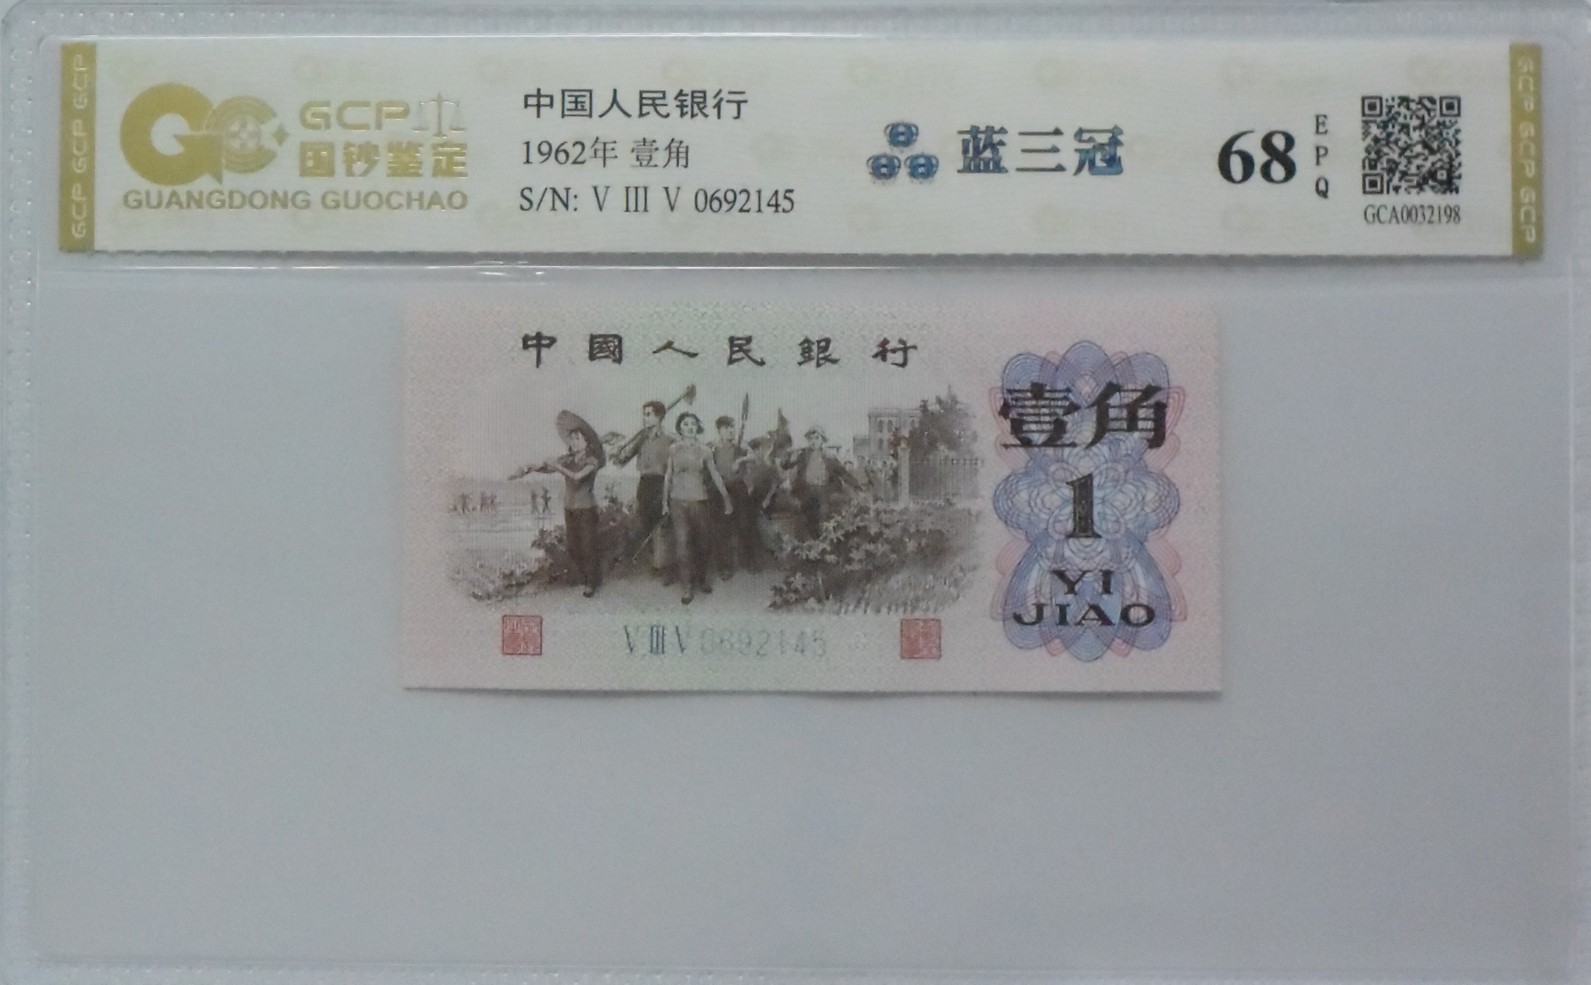 GCP
国钞鉴定
GUANGDONG GUOCHAO
中国人民银行
1962年 壹角
S/N: V III V 0692145
蓝三冠
68
EPQ
GCA0032198
GCP GCP GCP
GCP GCP GCP
中國人民銀行
壹角
1
YI
JIAO
V III V 0692145